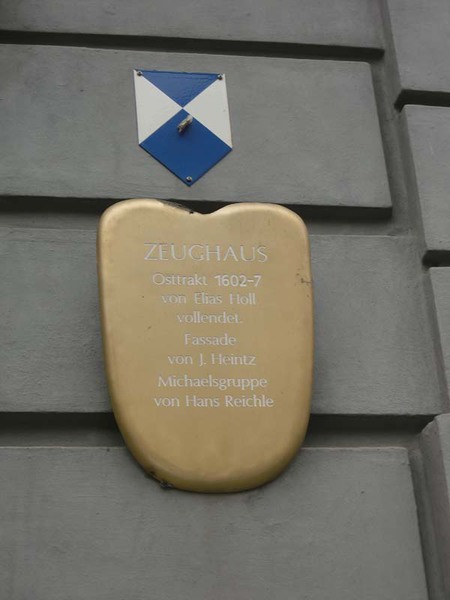 ZEUGHAUS
Osttrakt 1602-7
von Elias Holl
vollendet.
Fassade
von J. Heintz
Michaelsgruppe
von Hans Reichle